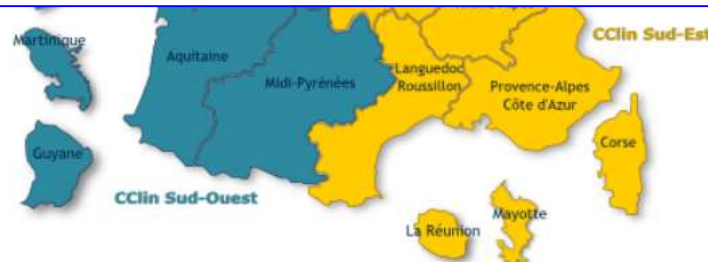 Martinique
CClin Sud-Est
Aquitaine
Midi-Pyrénées
Languedoc
Roussillon
Provence-Alpes
Côte d'Azur
Guyane
Corse
CClin Sud-Ouest
Mayotte
La Réunion